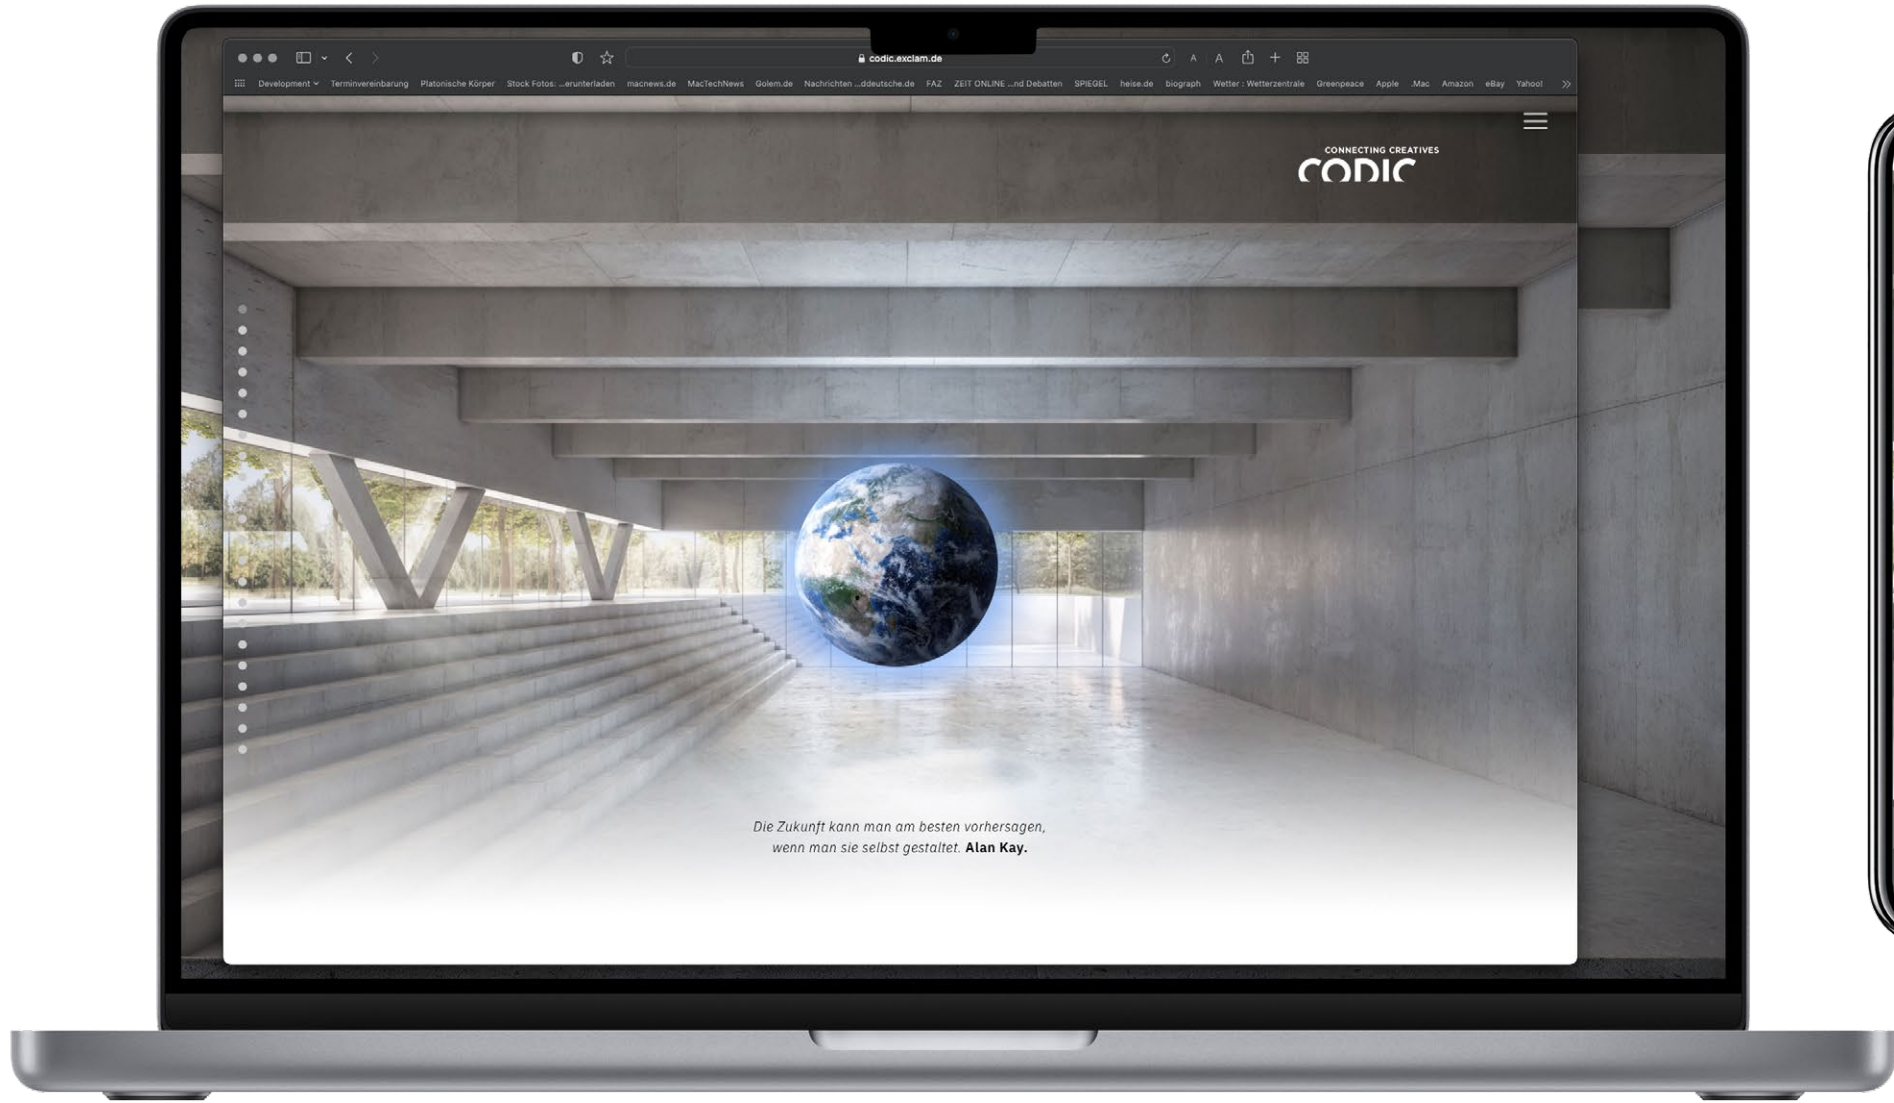 codic.exclam.de
A A
Development Terminvereinbarung Platonische Körper Stock Fotos: ...erunterladen macnews.de MacTechNews Golem.de Nachrichten ...ddeutsche.de FAZ ZEIT ONLINE ...nd Debatten SPIEGEL heise.de biograph Wetter : Wetterzentrale Greenpeace Apple .Mac Amazon eBay Yahoo!
CONNECTING CREATIVES
CODIC
Die Zukunft kann man am besten vorhersagen,
wenn man sie selbst gestaltet. Alan Kay.